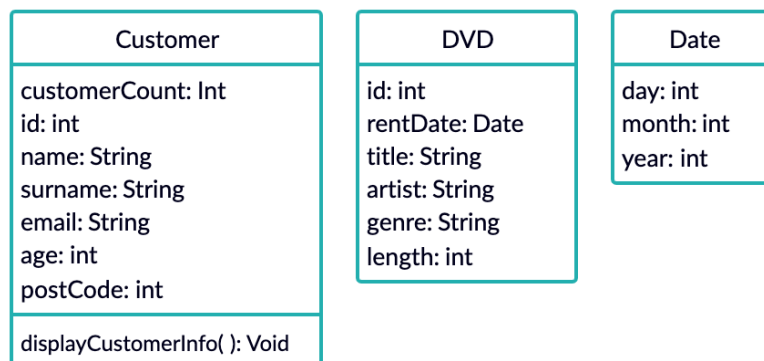 Customer
customerCount: Int
id: int
name: String
surname: String
email: String
age: int
postCode: int
displayCustomerInfo( ): Void
DVD
id: int
rentDate: Date
title: String
artist: String
genre: String
length: int
Date
day: int
month: int
year: int